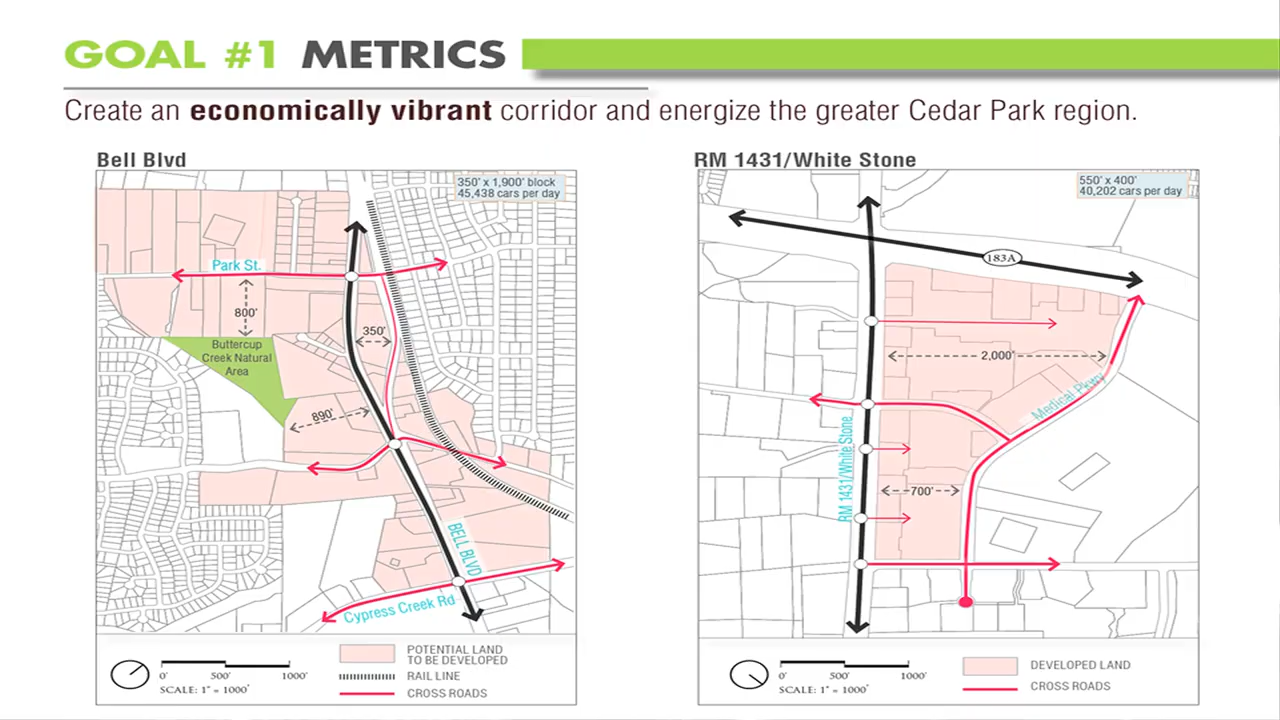 GOAL #1 METRICS
Create an economically vibrant corridor and energize the greater Cedar Park region.
Bell Blvd
350' x 1,900' block
45,438 cars per day
Park St.
800'
350'
Buttercup
Creek Natural
Area
890'
BELL BLVD
Cypress Creek Rd
0' 500' 1000'
SCALE: 1" = 1000'
POTENTIAL LAND
TO BE DEVELOPED
RAIL LINE
CROSS ROADS
RM 1431/White Stone
550' x 400'
40,202 cars per day
183A
2,000'
Medical Pkwy
RM 1431/White Stone
700'
0' 500' 1000'
SCALE: 1" = 1000'
DEVELOPED LAND
CROSS ROADS